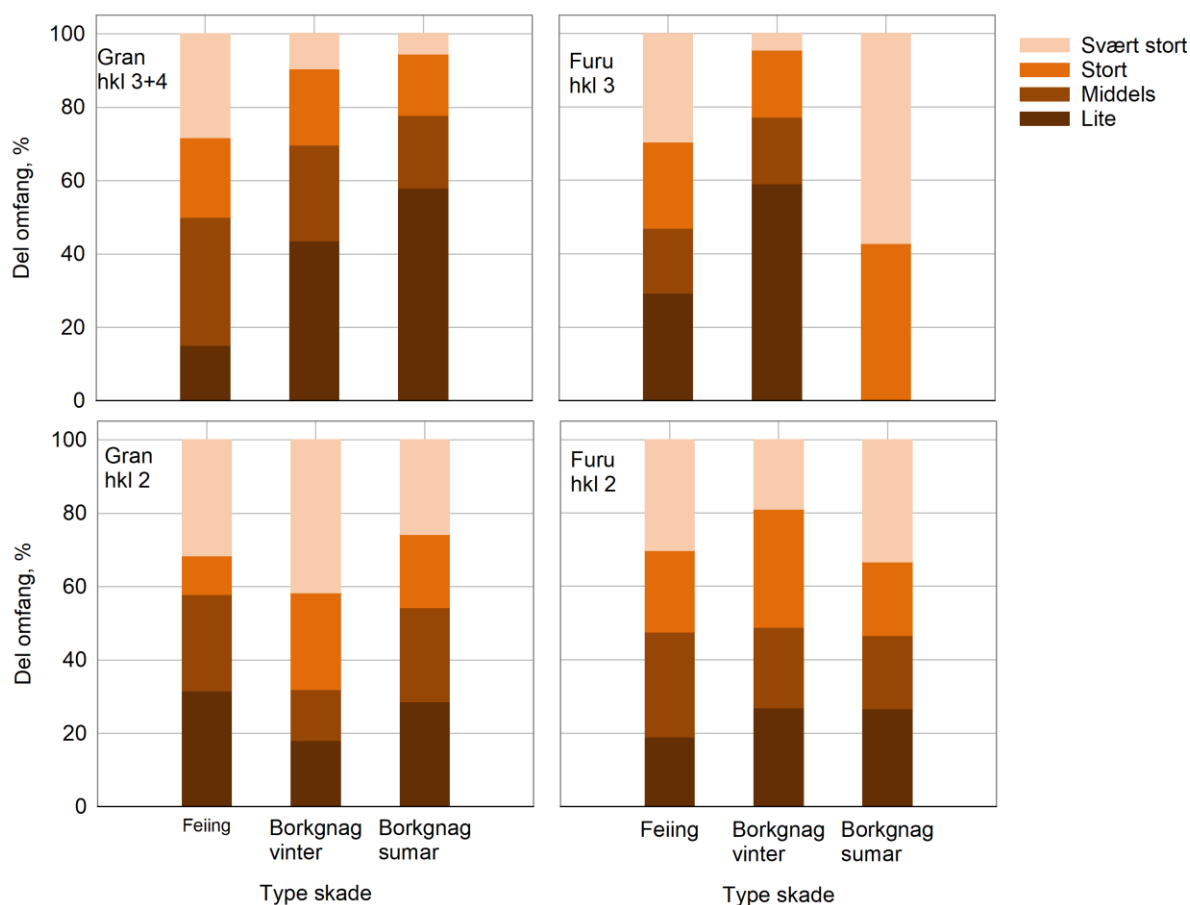 100
80
60
40
20
0
Del omfang, %
Gran
hkl 3+4
Furu
hkl 3
Svært stort
Stort
Middels
Lite
100
80
60
40
20
0
Del omfang, %
Gran
hkl 2
Furu
hkl 2
Feiing
Borkgnag
vinter
Borkgnag
sumar
Type skade
Feiing
Borkgnag
vinter
Borkgnag
sumar
Type skade